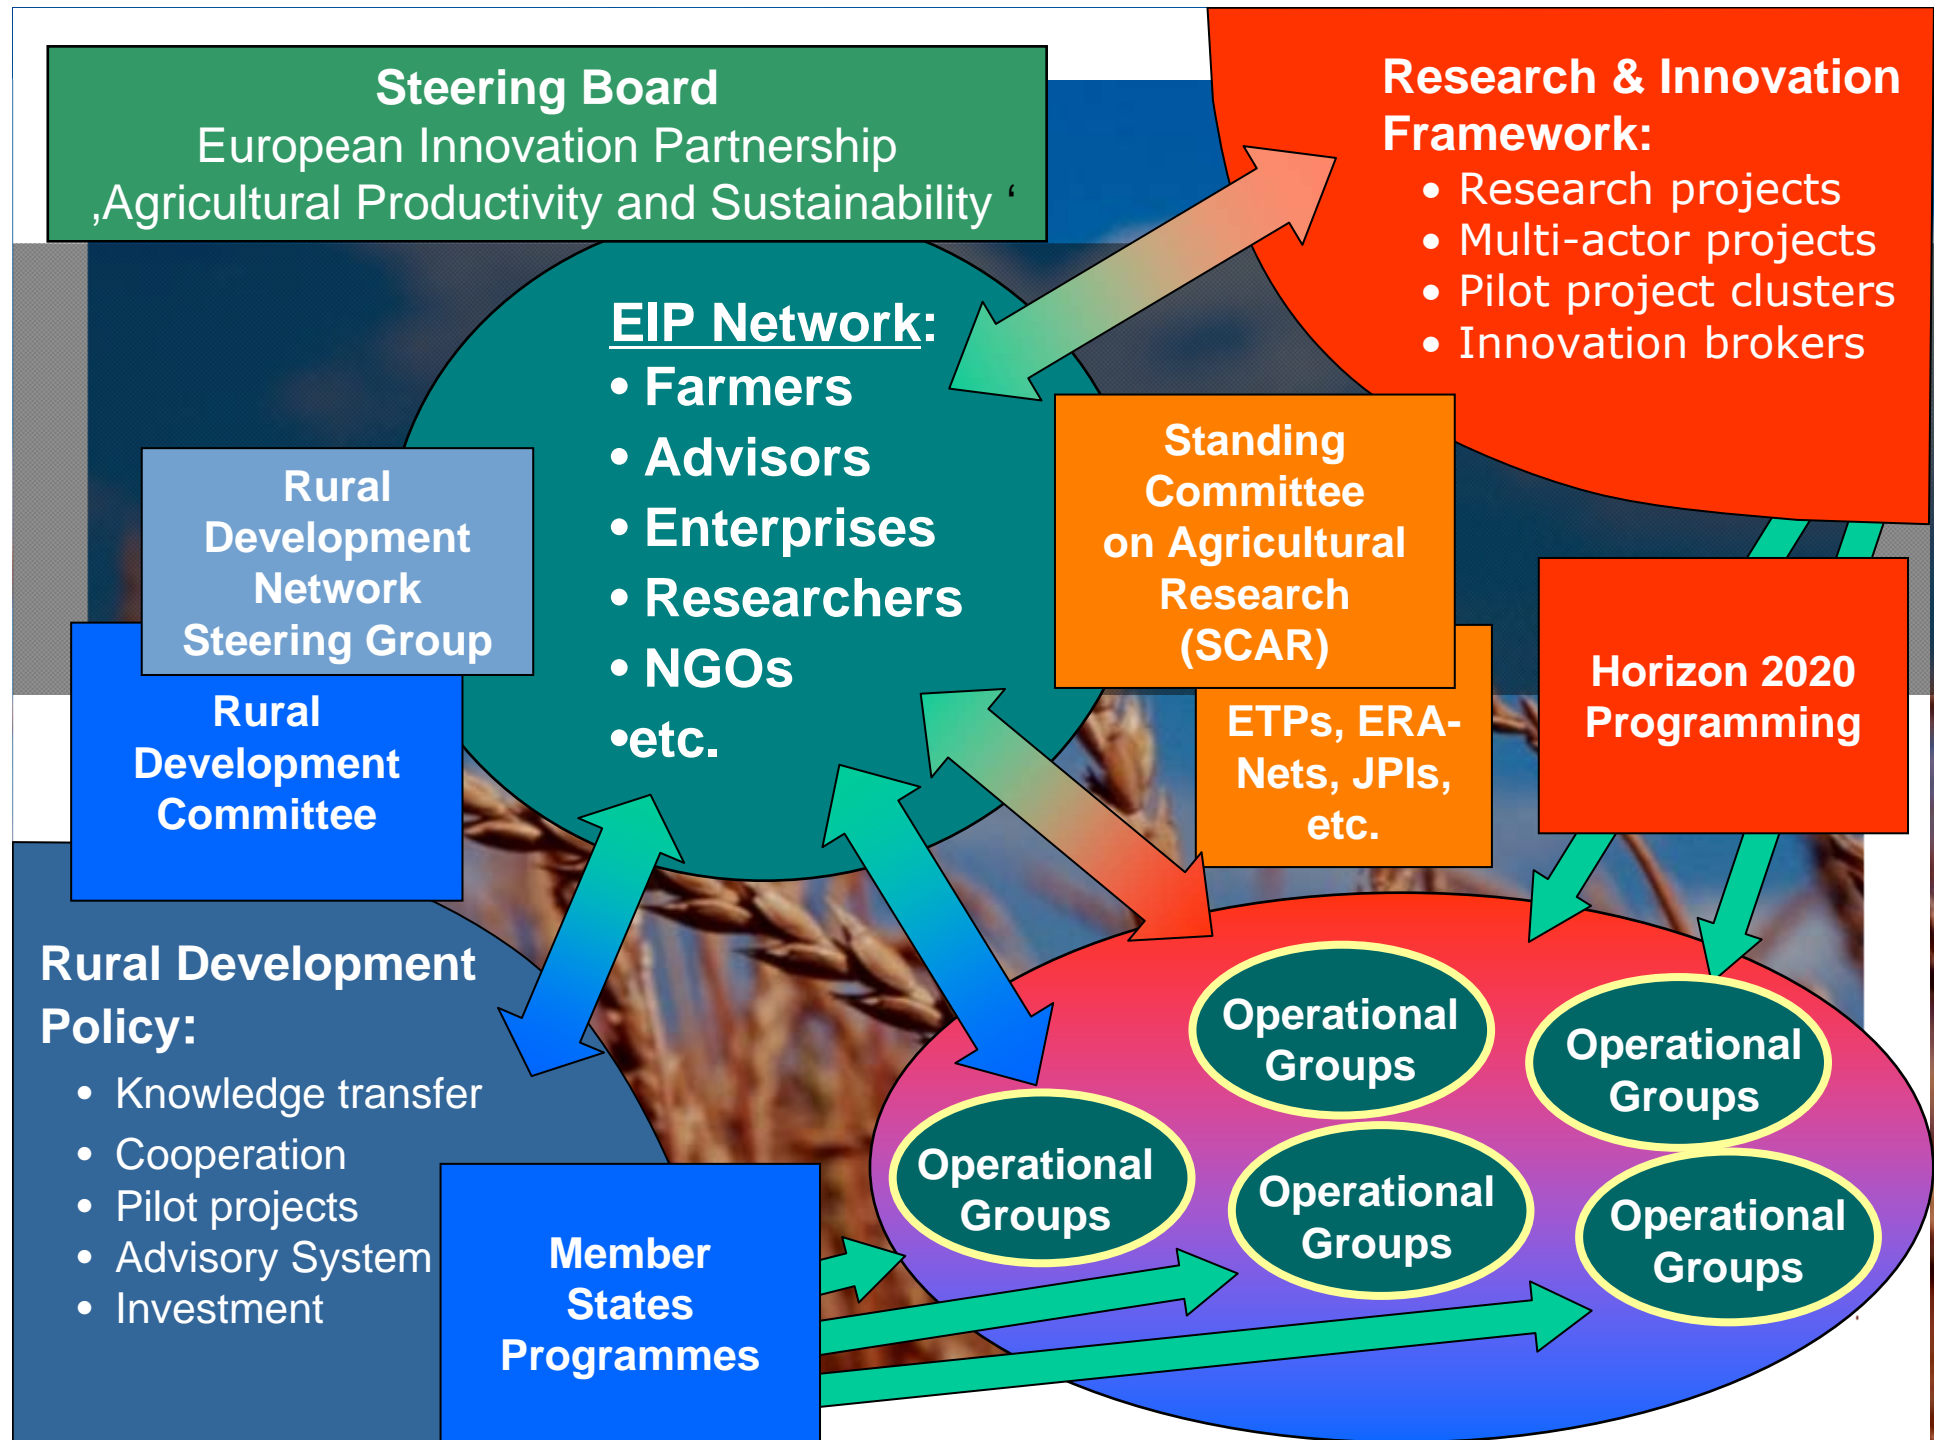 Steering Board
European Innovation Partnership
‚Agricultural Productivity and Sustainability ‘
Research & Innovation
Framework:
• Research projects
• Multi-actor projects
• Pilot project clusters
• Innovation brokers
EIP Network:
• Farmers
• Advisors
• Enterprises
• Researchers
• NGOs
•etc.
Rural
Development
Network
Steering Group
Rural
Development
Committee
Standing
Committee
on Agricultural
Research
(SCAR)
ETPs, ERA-
Nets, JPIs,
etc.
Horizon 2020
Programming
Rural Development
Policy:
• Knowledge transfer
• Cooperation
• Pilot projects
• Advisory System
• Investment
Member
States
Programmes
Operational
Groups
Operational
Groups
Operational
Groups
Operational
Groups
Operational
Groups